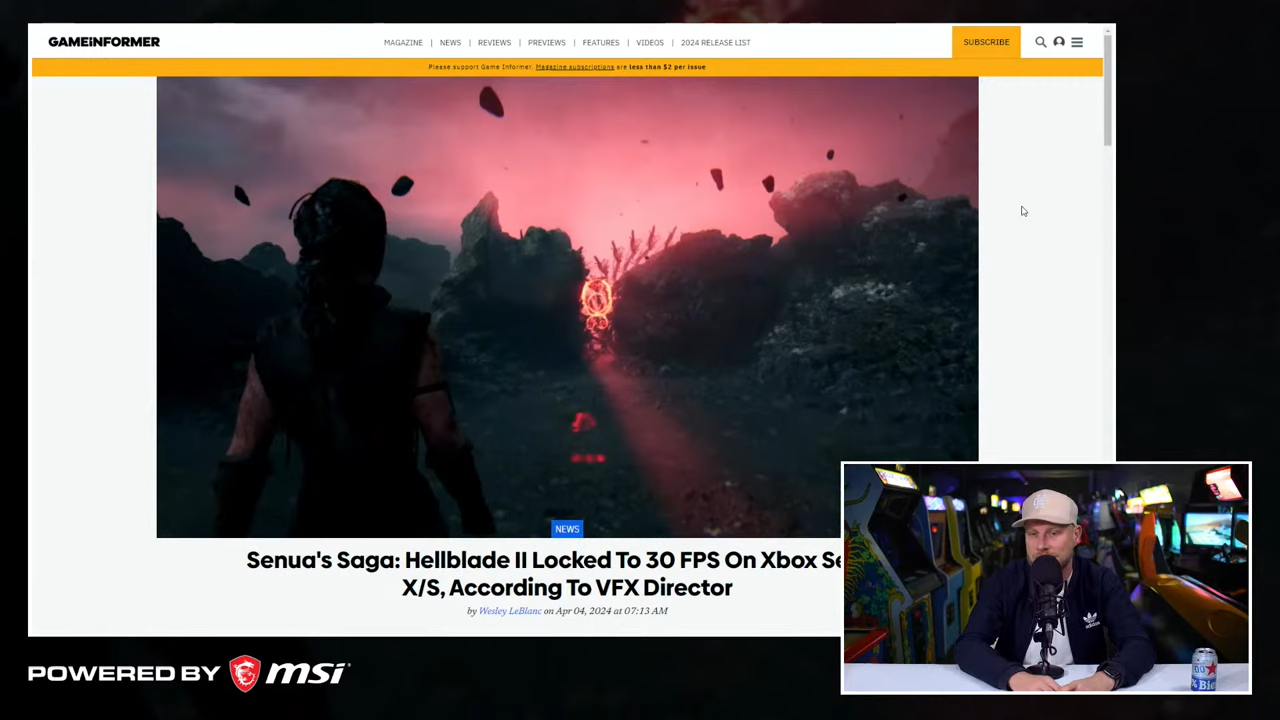 GAMEINFORMER
MAGAZINE | NEWS | REVIEWS | PREVIEWS | FEATURES | VIDEOS | 2024 RELEASE LIST
SUBSCRIBE
Please support Game Informer. Magazine subscriptions are less than $2 per issue
NEWS
Senua's Saga: Hellblade II Locked To 30 FPS On Xbox Se
X/S, According To VFX Director
by Wesley LeBlanc on Apr 04, 2024 at 07:13 AM
POWERED BY msi
adidas